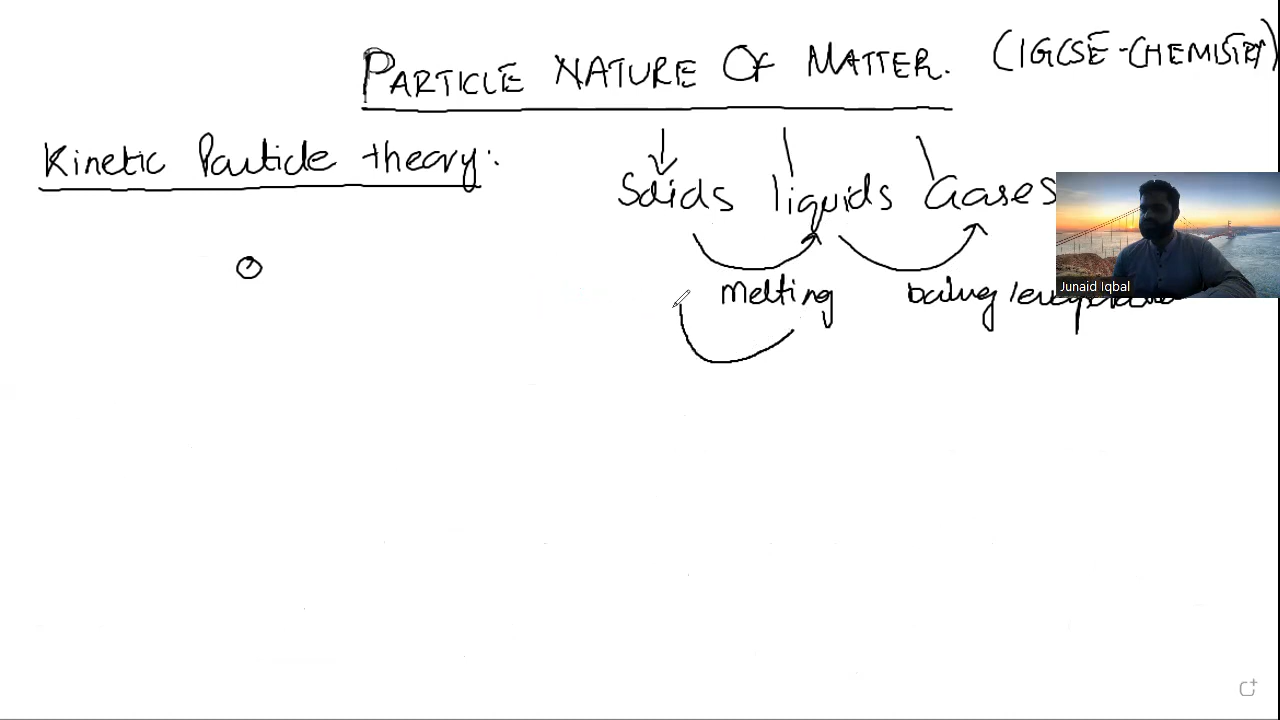 PARTICLE NATURE OF MATTER. (IGCSE-CHEMISTRY)
Kinetic Particle theory:
Solids liquids Gases
Junaid Iqbal
melting